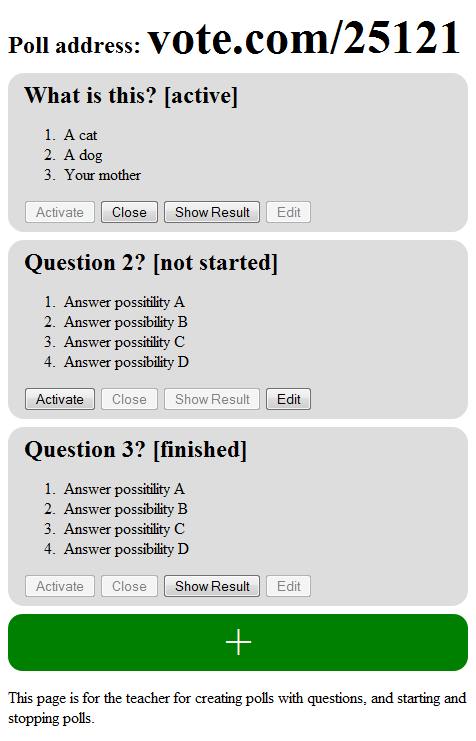 Poll address: vote.com/25121
What is this? [active]
1. A cat
2. A dog
3. Your mother
Activate Close Show Result Edit
Question 2? [not started]
1. Answer possitility A
2. Answer possibility B
3. Answer possitility C
4. Answer possibility D
Activate Close Show Result Edit
Question 3? [finished]
1. Answer possitility A
2. Answer possibility B
3. Answer possitility C
4. Answer possibility D
Activate Close Show Result Edit
+
This page is for the teacher for creating polls with questions, and starting and
stopping polls.